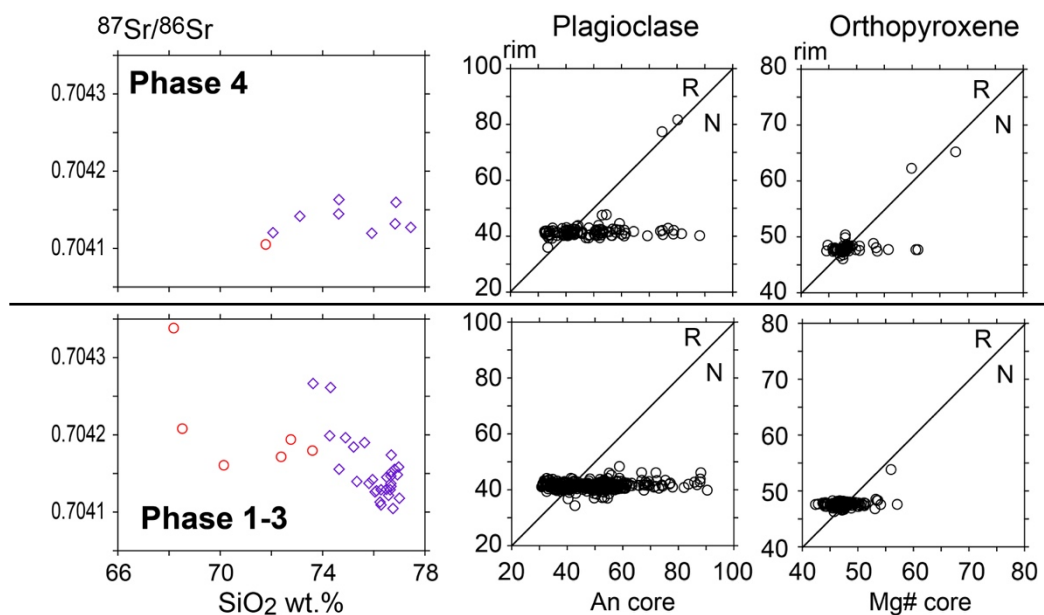 ⁸⁷Sr/⁸⁶Sr
Plagioclase
Orthopyroxene
rim
rim
Phase 4
0.7043
0.7042
0.7041
100
80
60
40
20
R
N
80
70
60
50
40
R
N
Phase 1-3
0.7043
0.7042
0.7041
66 70 74 78
SiO₂ wt.%
100
80
60
40
20
R
N
20 40 60 80 100
An core
80
70
60
50
40
R
N
40 50 60 70 80
Mg# core